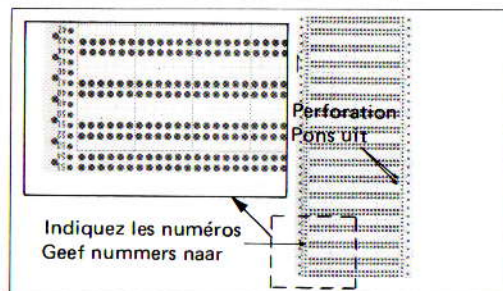 Perforation
Pons uit
Indiquez les numéros
Geef nummers naar